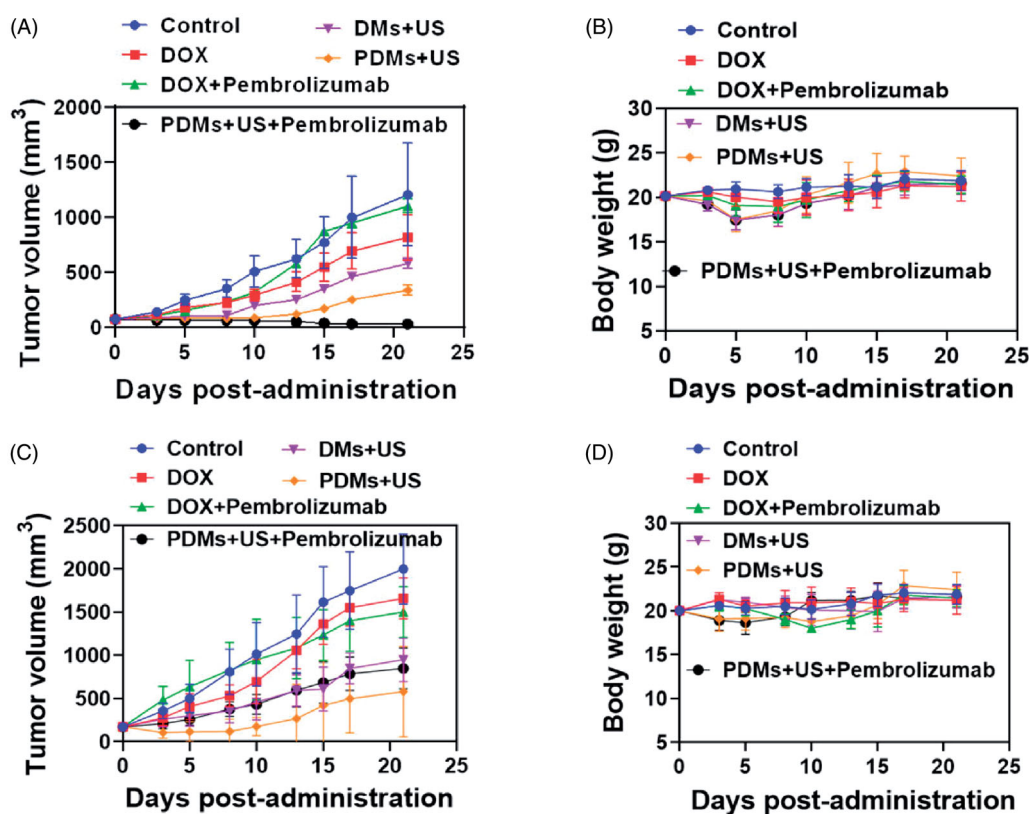 (A)
Control
DMs+US
DOX
PDMs+US
DOX+Pembrolizumab
PDMs+US+Pembrolizumab
Tumor volume (mm³)
2000
1500
1000
500
0
0 5 10 15 20 25
Days post-administration
(B)
Control
DOX
DOX+Pembrolizumab
DMs+US
PDMs+US
PDMs+US+Pembrolizumab
Body weight (g)
30
25
20
15
10
5
0 5 10 15 20 25
Days post-administration
(C)
Control
DMs+US
DOX
PDMs+US
DOX+Pembrolizumab
PDMs+US+Pembrolizumab
Tumor volume (mm³)
2500
2000
1500
1000
500
0
0 5 10 15 20 25
Days post-administration
(D)
Control
DOX
DOX+Pembrolizumab
DMs+US
PDMs+US
PDMs+US+Pembrolizumab
Body weight (g)
30
25
20
15
10
5
0 5 10 15 20 25
Days post-administration